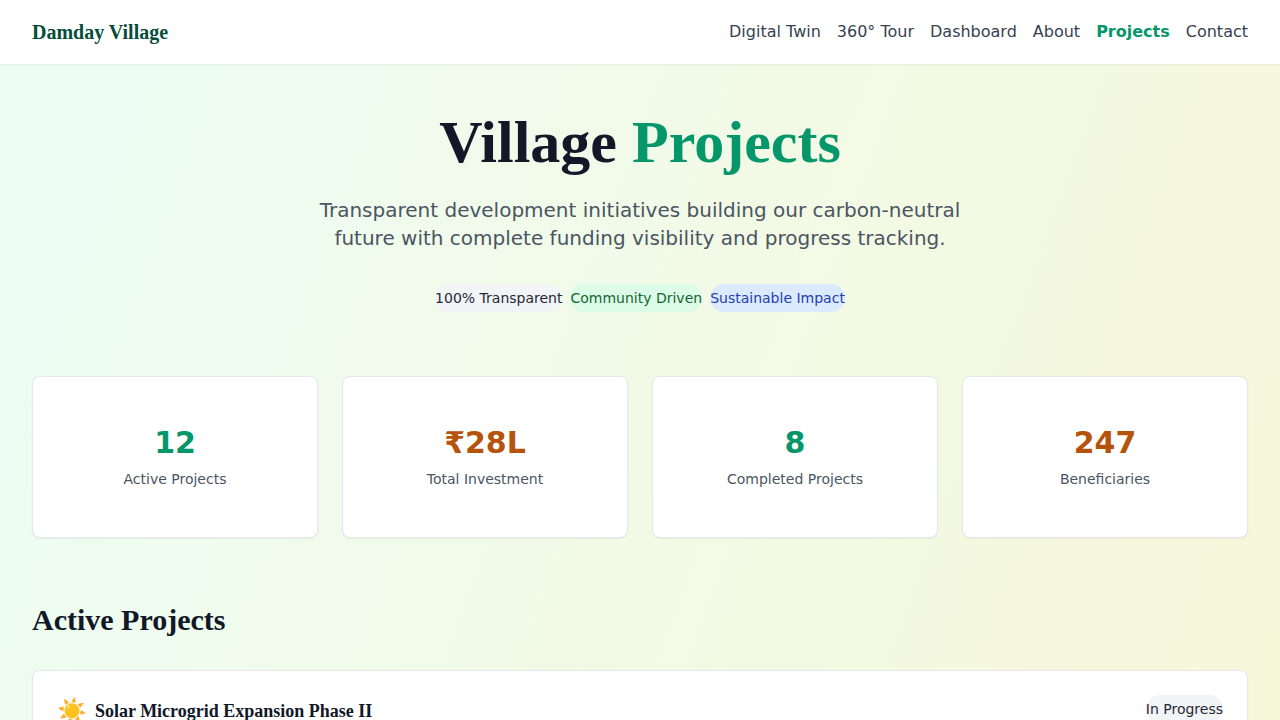 Damday Village
Digital Twin 360° Tour Dashboard About Projects Contact
Village Projects
Transparent development initiatives building our carbon-neutral
future with complete funding visibility and progress tracking.
100% Transparent Community Driven Sustainable Impact
12
Active Projects
₹28L
Total Investment
8
Completed Projects
247
Beneficiaries
Active Projects
Solar Microgrid Expansion Phase II
In Progress